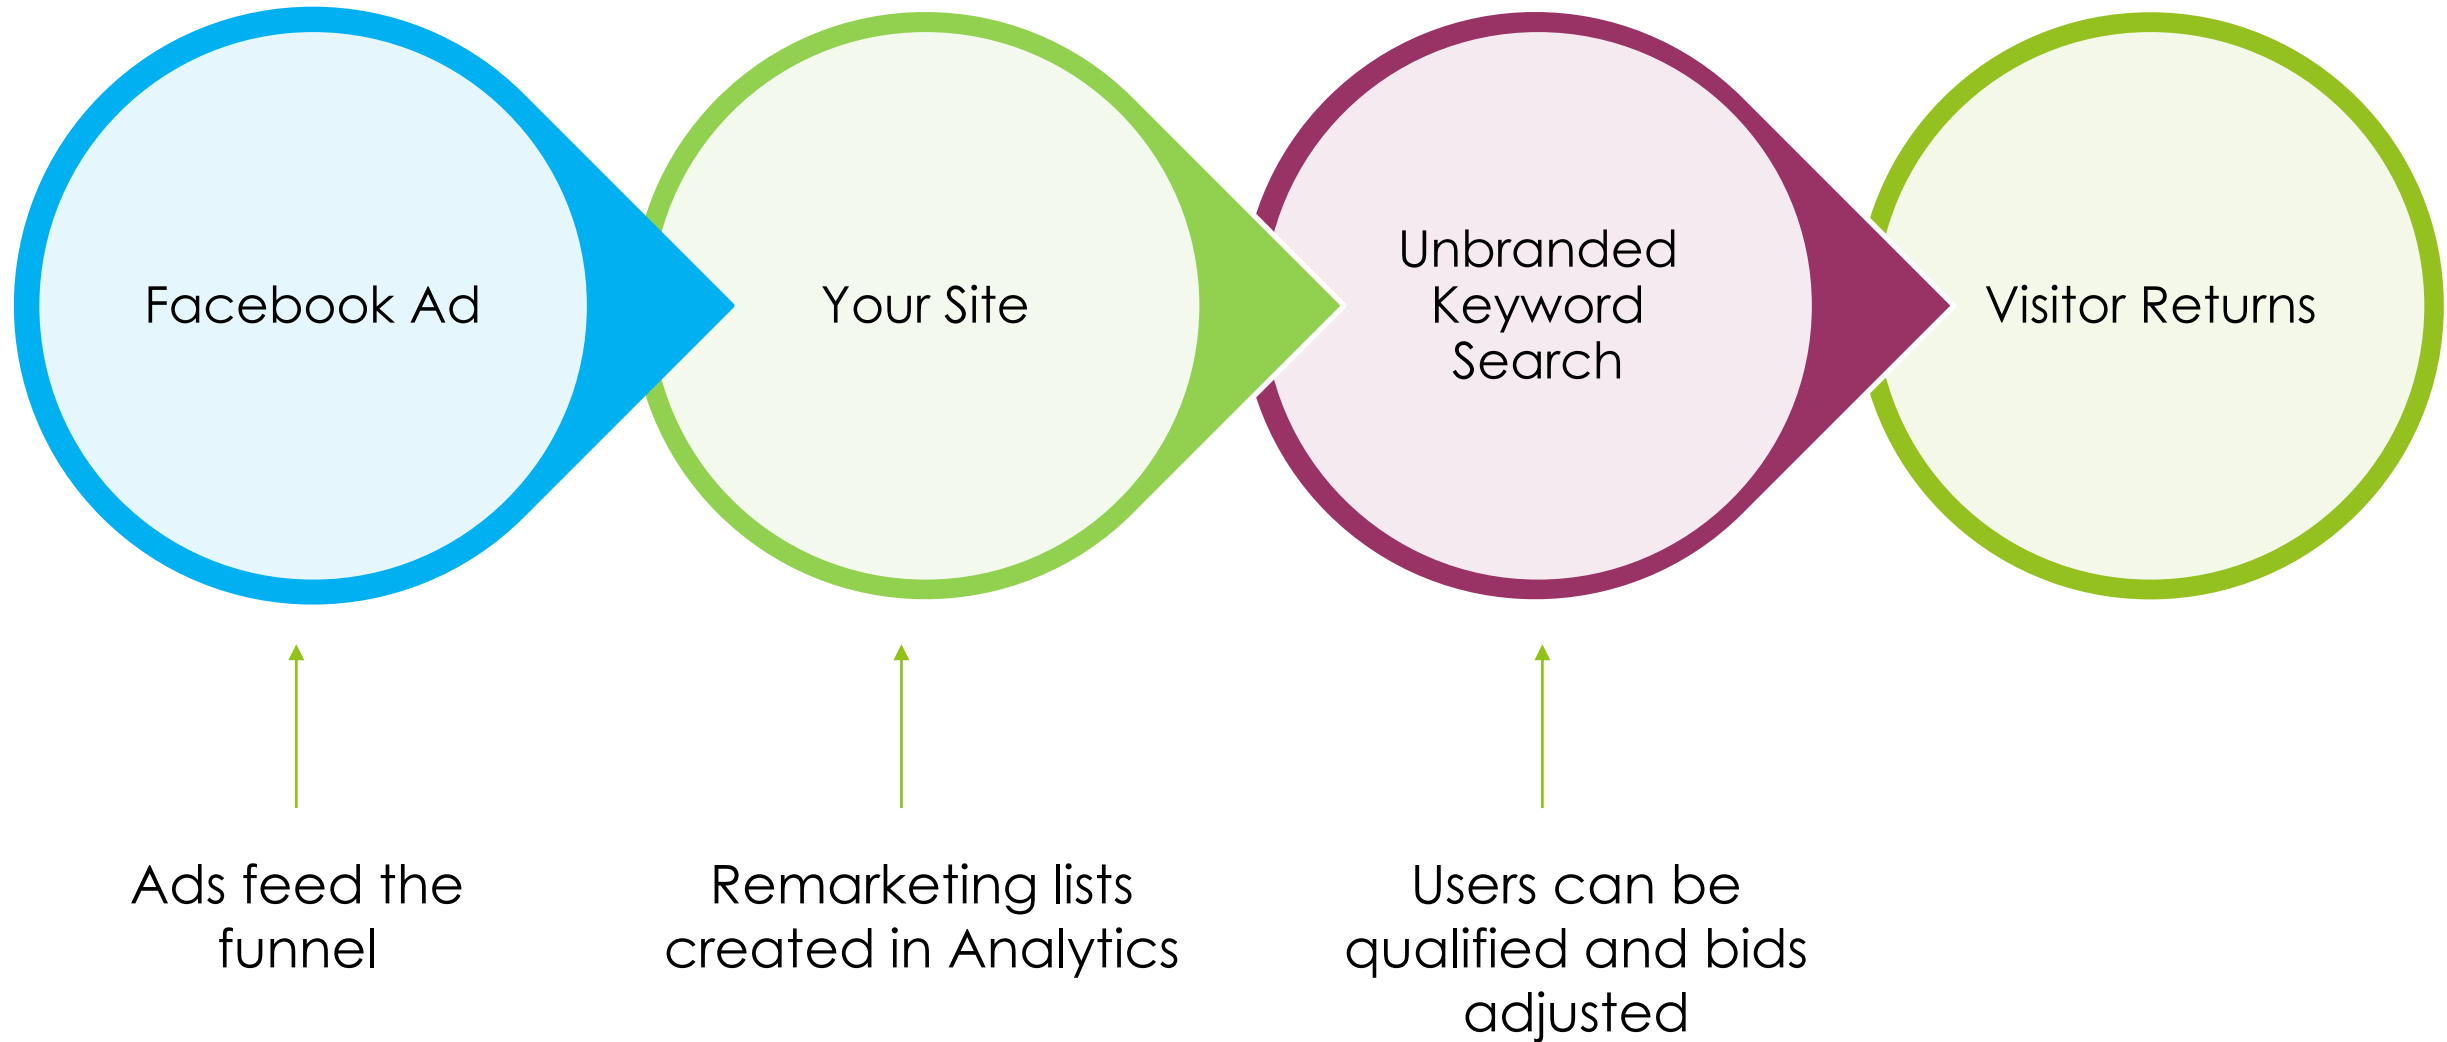 Facebook Ad
Your Site
Unbranded
Keyword
Search
Visitor Returns
Ads feed the
funnel
Remarketing lists
created in Analytics
Users can be
qualified and bids
adjusted